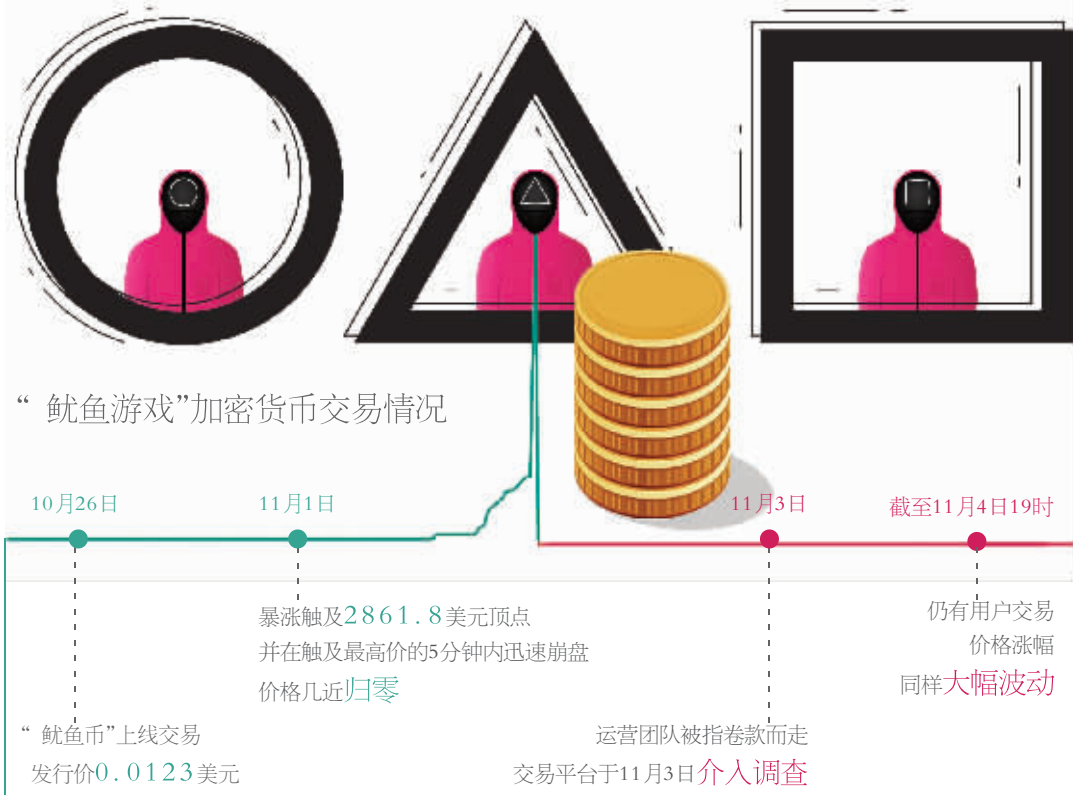 “ 鱿鱼游戏”加密货币交易情况
10月26日
11月1日
11月3日
截至11月4日19时
暴涨触及2861.8美元顶点
并在触及最高价的5分钟内迅速崩盘
价格几近归零
仍有用户交易
价格涨幅
同样大幅波动
“ 鱿鱼币”上线交易
发行价0.0123美元
运营团队被指卷款而走
交易平台于11月3日介入调查